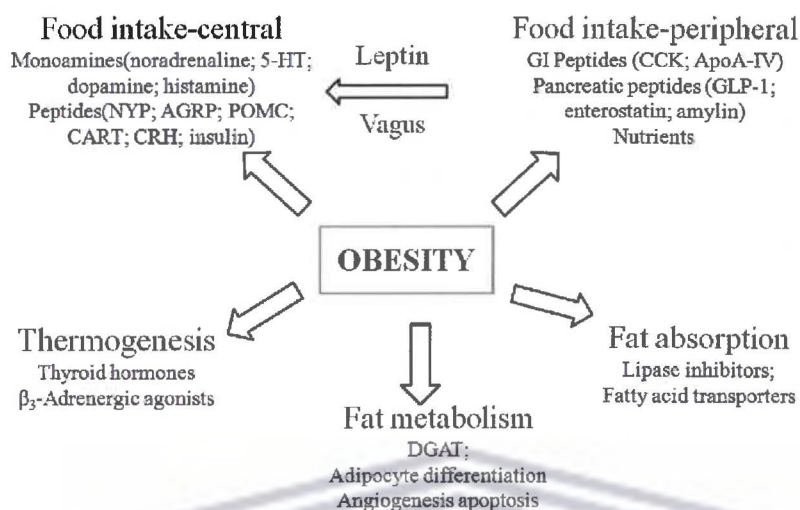 Food intake-central
Monoamines(noradrenaline; 5-HT;
dopamine; histamine)
Peptides(NYP; AGRP; POMC;
CART; CRH; insulin)
Leptin
Vagus
Food intake-peripheral
GI Peptides (CCK; ApoA-IV)
Pancreatic peptides (GLP-1;
enterostatin; amylin)
Nutrients
OBESITY
Thermogenesis
Thyroid hormones
β₃-Adrenergic agonists
Fat metabolism
DGAT;
Adipocyte differentiation
Angiogenesis apoptosis
Fat absorption
Lipase inhibitors;
Fatty acid transporters